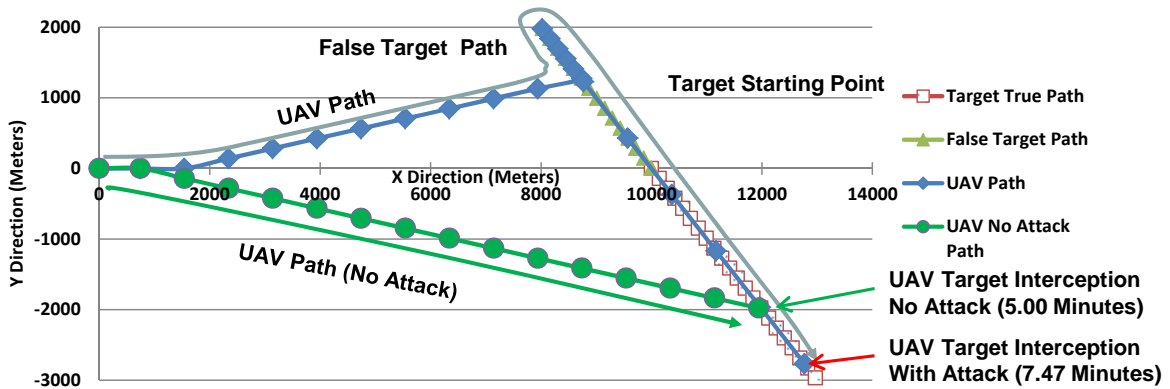 2000
1000
0
-1000
-2000
-3000
Y Direction (Meters)
0
2000
4000
6000
8000
10000
12000
14000
X Direction (Meters)
False Target Path
UAV Path
Target Starting Point
UAV Path (No Attack)
Target True Path
False Target Path
UAV Path
UAV No Attack
Path
UAV Target Interception
No Attack (5.00 Minutes)
UAV Target Interception
With Attack (7.47 Minutes)